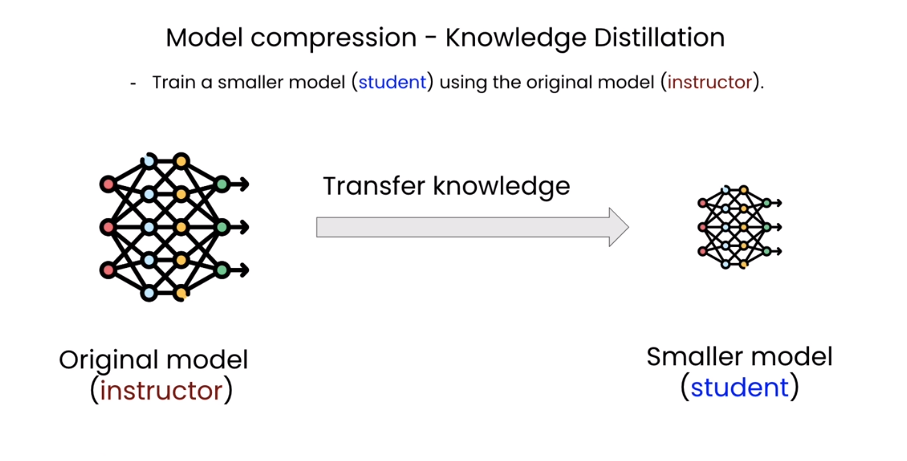 Model compression - Knowledge Distillation
- Train a smaller model (student) using the original model (instructor).
Transfer knowledge
Original model
(instructor)
Smaller model
(student)